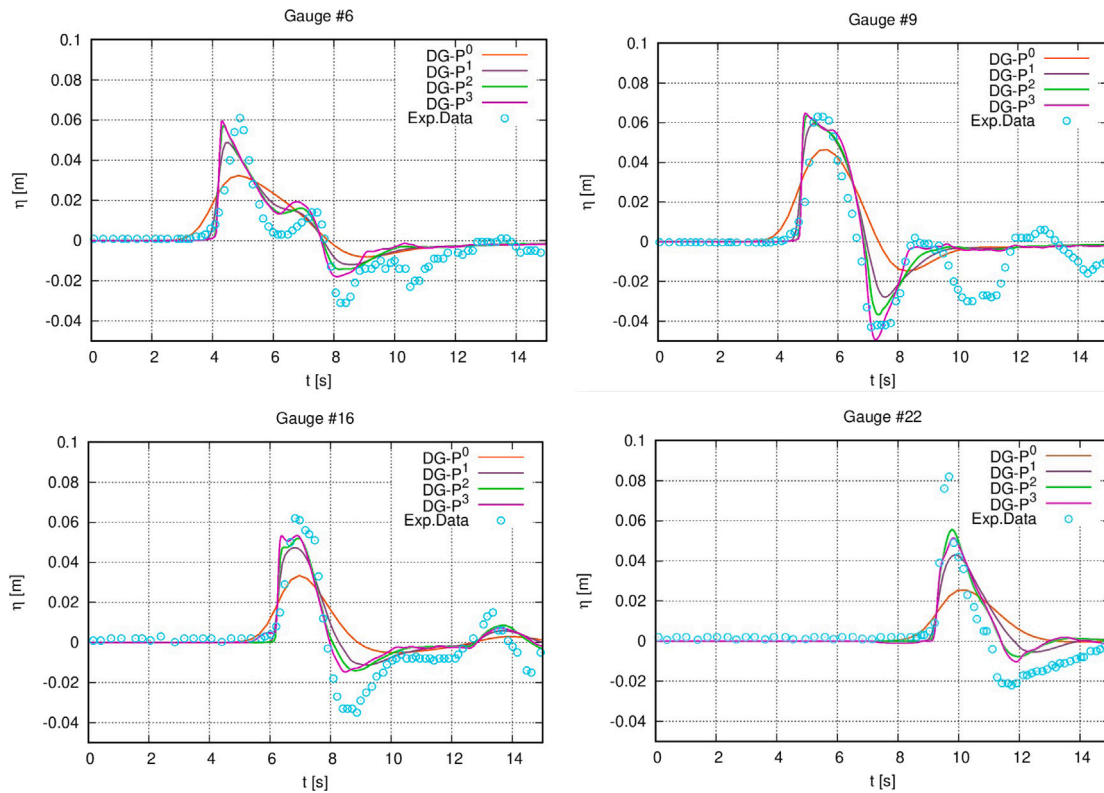 Gauge #6
0.1
0.08
0.06
0.04
0.02
0
-0.02
-0.04
η [m]
0 2 4 6 8 10 12 14
t [s]
DG-P⁰
DG-P¹
DG-P²
DG-P³
Exp.Data
Gauge #9
0.1
0.08
0.06
0.04
0.02
0
-0.02
-0.04
η [m]
0 2 4 6 8 10 12 14
t [s]
DG-P⁰
DG-P¹
DG-P²
DG-P³
Exp.Data
Gauge #16
0.1
0.08
0.06
0.04
0.02
0
-0.02
-0.04
η [m]
0 2 4 6 8 10 12 14
t [s]
DG-P⁰
DG-P¹
DG-P²
DG-P³
Exp.Data
Gauge #22
0.1
0.08
0.06
0.04
0.02
0
-0.02
-0.04
η [m]
0 2 4 6 8 10 12 14
t [s]
DG-P⁰
DG-P¹
DG-P²
DG-P³
Exp.Data